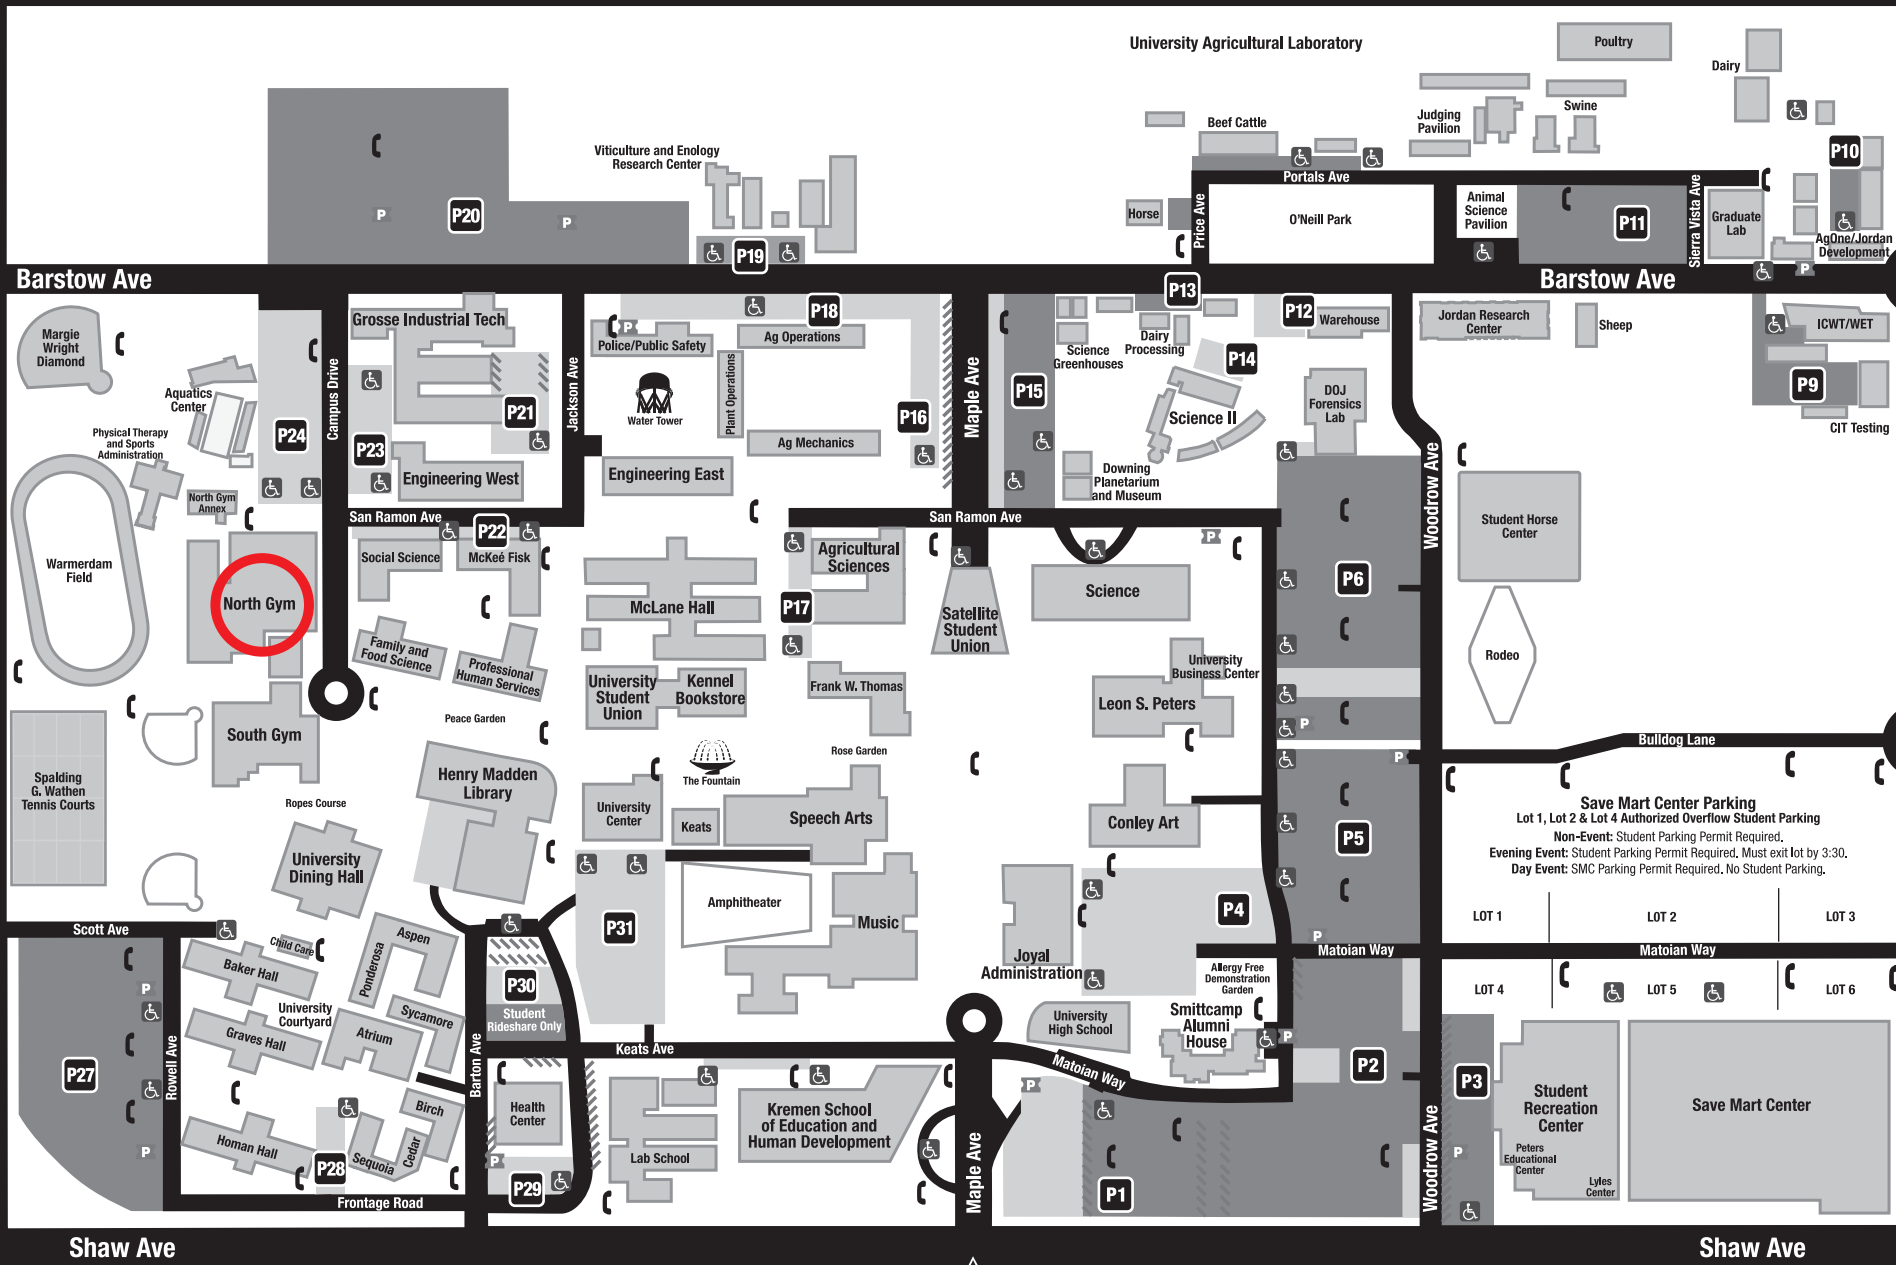 University Agricultural Laboratory
Poultry
Dairy
Swine
Judging
Pavilion
Beef Cattle
P10
Viticulture and Enology
Research Center
Portals Ave
P20
P
P
P19
Horse
Price Ave
O'Neill Park
Animal
Science
Pavilion
P11
Sierra Vista Ave
Graduate
Lab
AgOne/Jordan
Development
P
Barstow Ave
Barstow Ave
Margie
Wright
Diamond
Aquatics
Center
Physical Therapy
and Sports
Administration
P24
Campus Drive
Grosse Industrial Tech
P21
P23
Engineering West
Jackson Ave
P
Police/Public Safety
P18
Ag Operations
Plant Operations
Water Tower
P16
Ag Mechanics
Engineering East
Maple Ave
P15
P13
Science
Greenhouses
Dairy
Processing
P12
Warehouse
P14
Science II
DOJ
Forensics
Lab
Downing
Planetarium
and Museum
Woodrow Ave
Jordan Research
Center
Sheep
ICWT/WET
P9
CIT Testing
North Gym
Annex
San Ramon Ave
San Ramon Ave
P22
Social Science
McKee Fisk
Warmerdam
Field
North Gym
Family and
Food Science
Professional
Human Services
McLane Hall
Agricultural
Sciences
P17
Satellite
Student
Union
Science
P
P6
Student Horse
Center
Rodeo
University
Student
Union
Kennel
Bookstore
Frank W. Thomas
University
Business Center
Leon S. Peters
P
P
Bulldog Lane
South Gym
Peace Garden
Spalding
G. Wathen
Tennis Courts
Ropes Course
Henry Madden
Library
The Fountain
Rose Garden
University
Center
Keats
Speech Arts
Conley Art
P5
Save Mart Center Parking
Lot 1, Lot 2 & Lot 4 Authorized Overflow Student Parking
Non-Event: Student Parking Permit Required.
Evening Event: Student Parking Permit Required. Must exit lot by 3:30.
Day Event: SMC Parking Permit Required. No Student Parking.
University
Dining Hall
Amphitheater
Music
P31
P4
LOT 1
LOT 2
LOT 3
Scott Ave
P
Matoian Way
Matoian Way
Child Care
Baker Hall
Ponderosa
Aspen
Joyal
Administration
Allergy Free
Demonstration
Garden
P
P30
Student
Rideshare Only
LOT 4
LOT 5
LOT 6
University
Courtyard
Sycamore
Graves Hall
Atrium
University
High School
Smittcamp
Alumni
House
P
Keats Ave
Matoian Way
P27
Rowell Ave
Barton Ave
P
P2
P3
Student
Recreation
Center
Save Mart Center
Birch
Health
Center
Kremen School
of Education and
Human Development
Homan Hall
Sequoia
Cedar
P
P
Lab School
P
Peters
Educational
Center
Lyles
Center
P28
P29
Maple Ave
P1
Woodrow Ave
Frontage Road
Shaw Ave
Shaw Ave